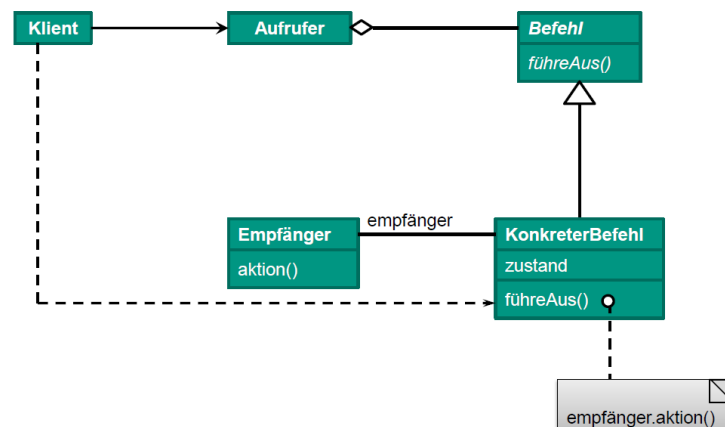 Klient
Aufrufer
Befehl
führeAus()
Empfänger
aktion()
empfänger
KonkreterBefehl
zustand
führeAus()
empfänger.aktion()